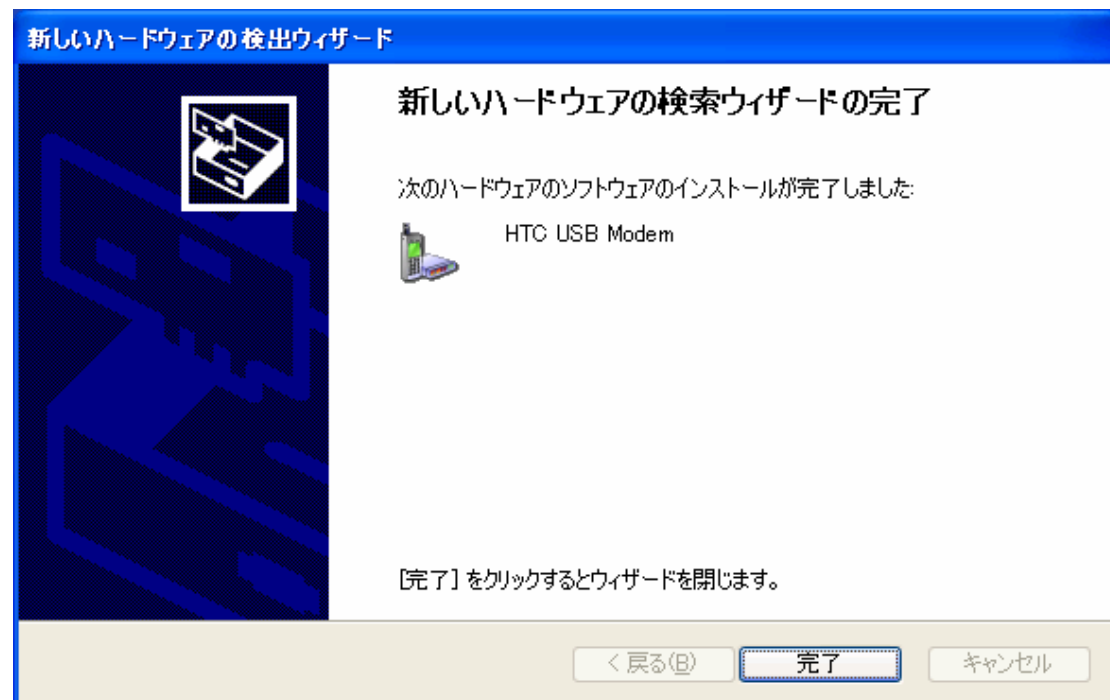 新しいハードウェアの検出ウィザード
新しいハードウェアの検索ウィザードの完了
次のハードウェアのソフトウェアのインストールが完了しました:
HTC USB Modem
[完了] をクリックするとウィザードを閉じます。
< 戻る(B)
完了
キャンセル